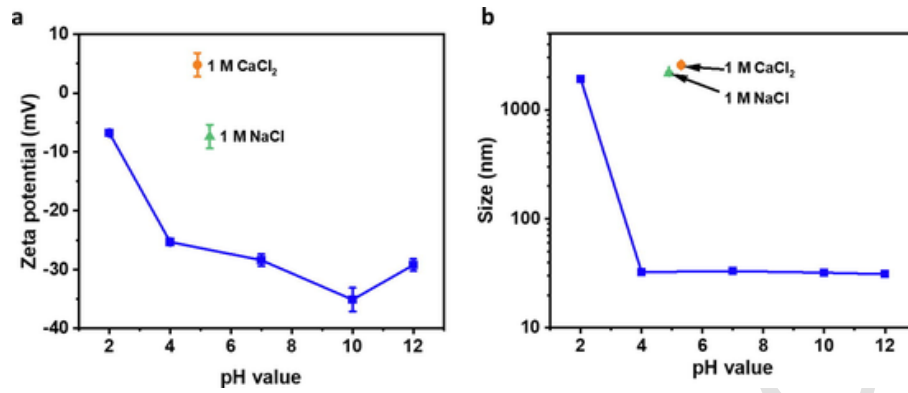 a
10
0
-10
-20
-30
-40
Zeta potential (mV)
1 M CaCl₂
1 M NaCl
2 4 6 8 10 12
pH value
b
1000
100
10
Size (nm)
1 M CaCl₂
1 M NaCl
2 4 6 8 10 12
pH value